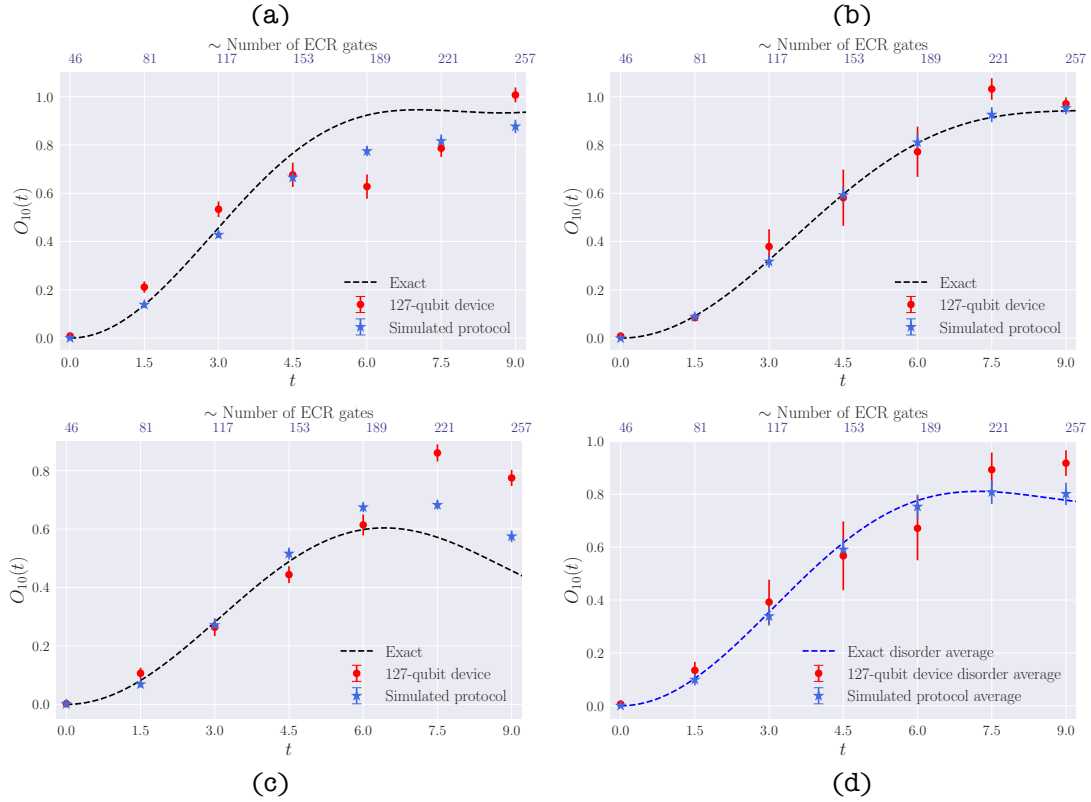 (a) (b)
∼ Number of ECR gates
46 81 117 153 189 221 257
1.0
0.8
0.6
0.4
0.2
0.0
O₁₀(t)
Exact
127-qubit device
Simulated protocol
0.0 1.5 3.0 4.5 6.0 7.5 9.0
t
∼ Number of ECR gates
46 81 117 153 189 221 257
1.0
0.8
0.6
0.4
0.2
0.0
O₁₀(t)
Exact
127-qubit device
Simulated protocol
0.0 1.5 3.0 4.5 6.0 7.5 9.0
t
∼ Number of ECR gates
46 81 117 153 189 221 257
0.8
0.6
0.4
0.2
0.0
O₁₀(t)
Exact
127-qubit device
Simulated protocol
0.0 1.5 3.0 4.5 6.0 7.5 9.0
t
∼ Number of ECR gates
46 81 117 153 189 221 257
1.0
0.8
0.6
0.4
0.2
0.0
O₁₀(t)
Exact disorder average
127-qubit device disorder average
Simulated protocol average
0.0 1.5 3.0 4.5 6.0 7.5 9.0
t
(c) (d)